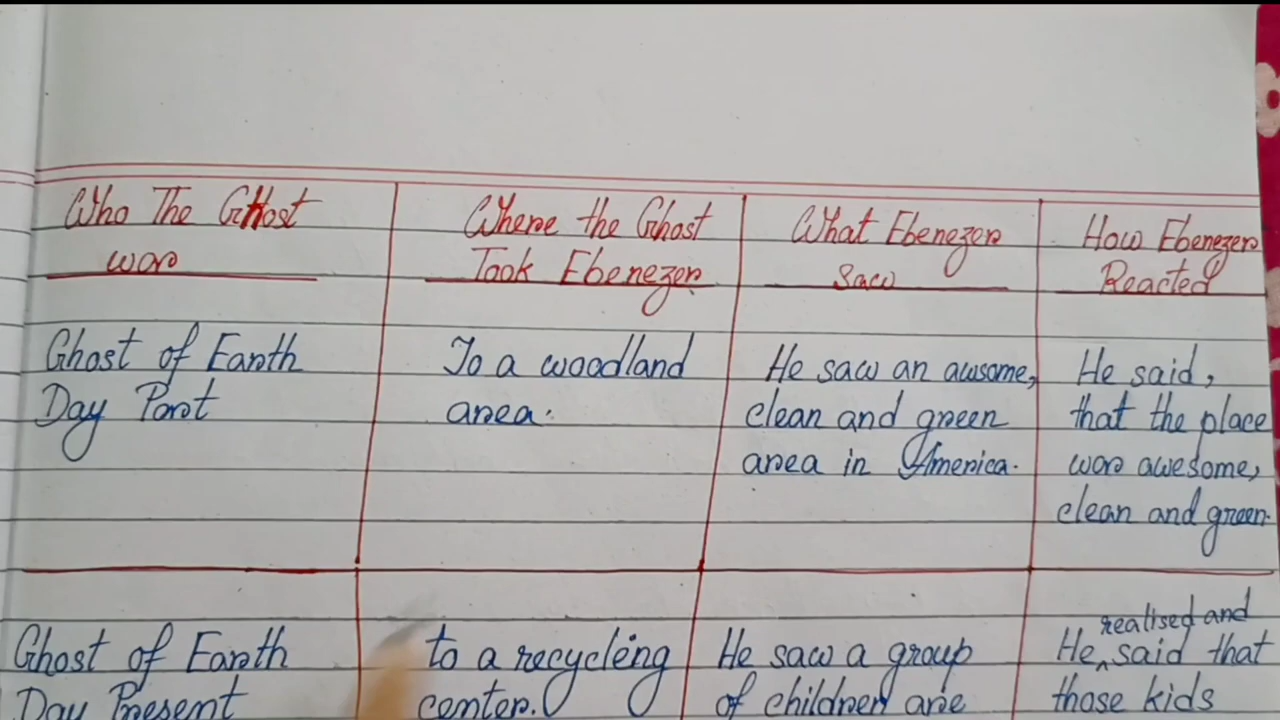 Who The Ghost
was
Where the Ghost
Took Ebenezer
What Ebenezer
Saw
How Ebenezer
Reacted
Ghost of Earth
Day Past
To a woodland
area.
He saw an awsome,
clean and green
area in America.
He said,
that the place
was awesome,
clean and green.
Ghost of Earth
Day Present
to a recycling
center.
He saw a group
of children are
He realised and said that
those kids